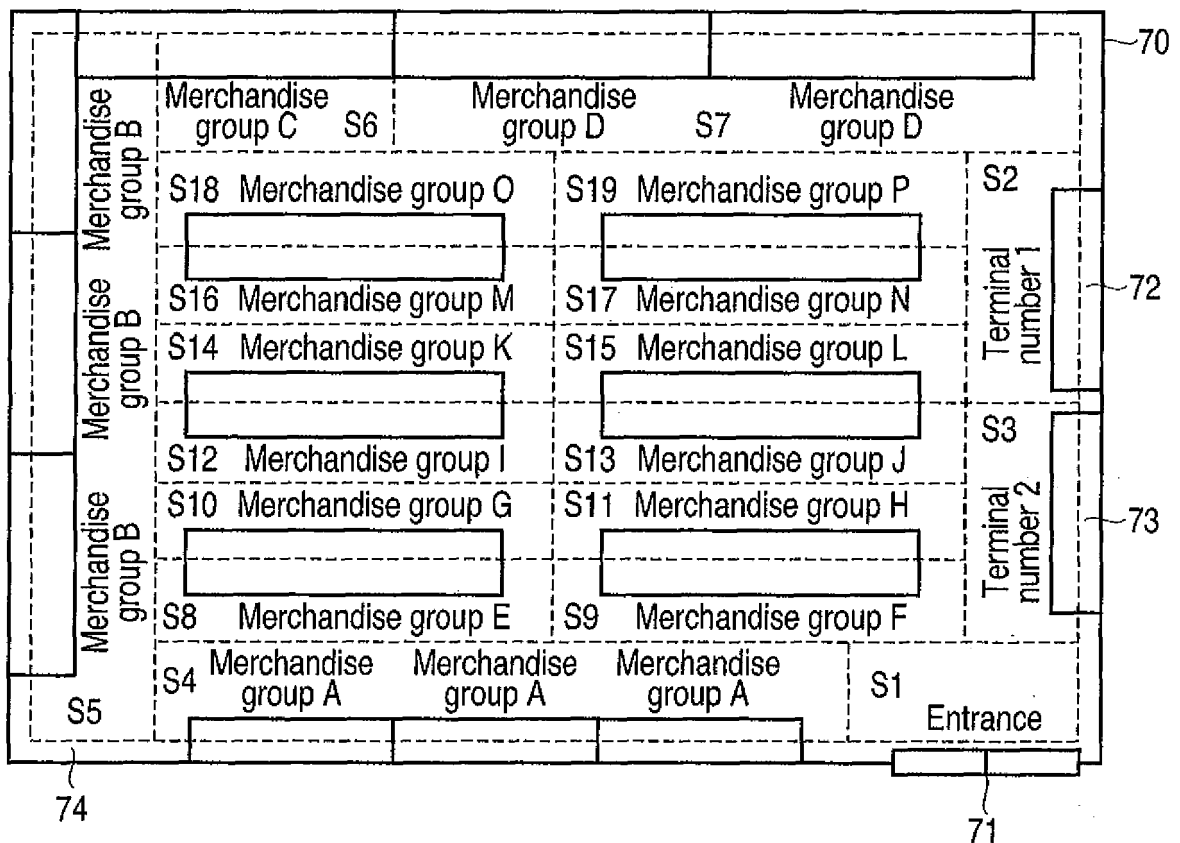 70
Merchandise
group C
S6
Merchandise
group D
S7
Merchandise
group D
Merchandise
group B
S18 Merchandise group O
S19 Merchandise group P
S2
Terminal
number 1
72
S16 Merchandise group M
S17 Merchandise group N
Merchandise
group B
S14 Merchandise group K
S15 Merchandise group L
S12 Merchandise group I
S13 Merchandise group J
S3
Terminal
number 2
73
Merchandise
group B
S10 Merchandise group G
S11 Merchandise group H
S8 Merchandise group E
S9 Merchandise group F
S4
Merchandise
group A
Merchandise
group A
Merchandise
group A
S1
Entrance
S5
74
71